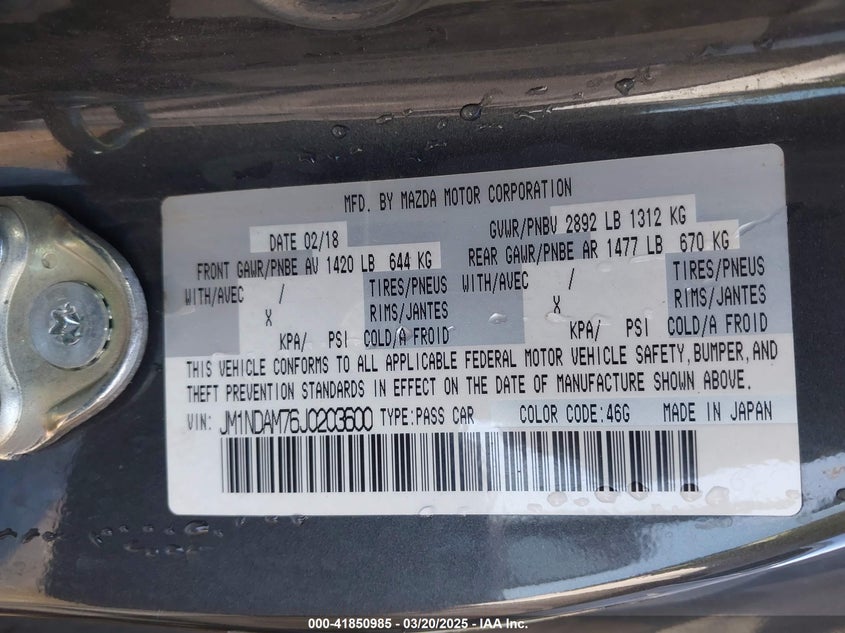 MFD. BY MAZDA MOTOR CORPORATION
DATE 02/18 GVWR/PNBV 2892 LB 1312 KG
FRONT GAWR/PNBE AV 1420 LB 644 KG REAR GAWR/PNBE AR 1477 LB 670 KG
WITH/AVEC / TIRES/PNEUS WITH/AVEC / TIRES/PNEUS
X RIMS/JANTES X RIMS/JANTES
KPA/ PSI COLD/A FROID KPA/ PSI COLD/A FROID
THIS VEHICLE CONFORMS TO ALL APPLICABLE FEDERAL MOTOR VEHICLE SAFETY, BUMPER, AND
THEFT PREVENTION STANDARDS IN EFFECT ON THE DATE OF MANUFACTURE SHOWN ABOVE.
VIN: JM1NDAM76J0203600 TYPE:PASS CAR COLOR CODE:46G MADE IN JAPAN
000-41850985 - 03/20/2025 - IAA Inc.